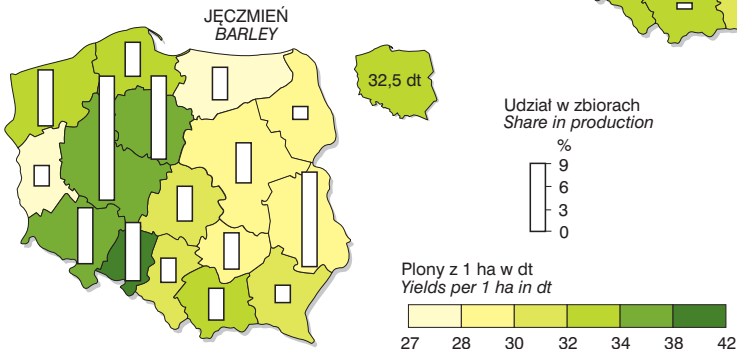 JĘCZMIEŃ
BARLEY
32,5 dt
Udział w zbiorach
Share in production
%
9
6
3
0
Plony z 1 ha w dt
Yields per 1 ha in dt
27 28 30 32 34 38 42